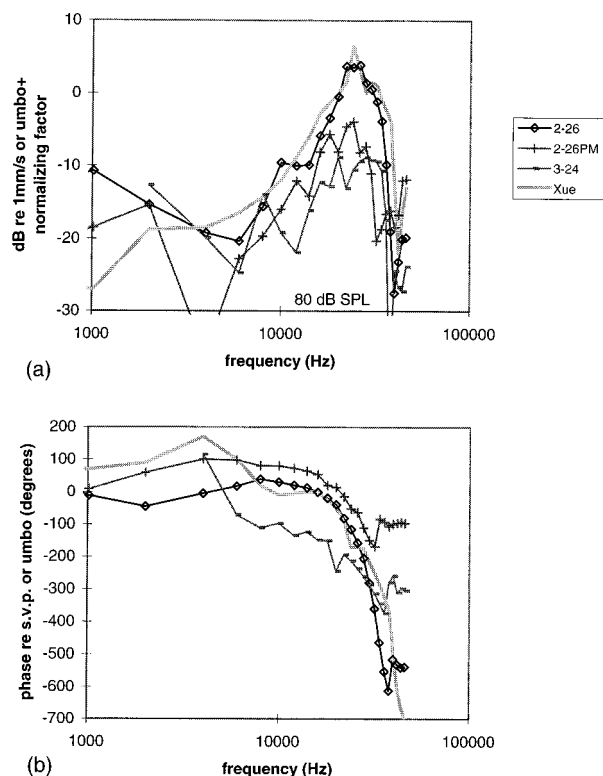 10
0
-10
-20
-30
dB re 1mm/s or umbo+
normalizing factor
80 dB SPL
1000
10000
100000
frequency (Hz)
(a)
2-26
2-26PM
3-24
Xue
200
100
0
-100
-200
-300
-400
-500
-600
-700
phase re s.v.p. or umbo (degrees)
1000
10000
100000
frequency (Hz)
(b)